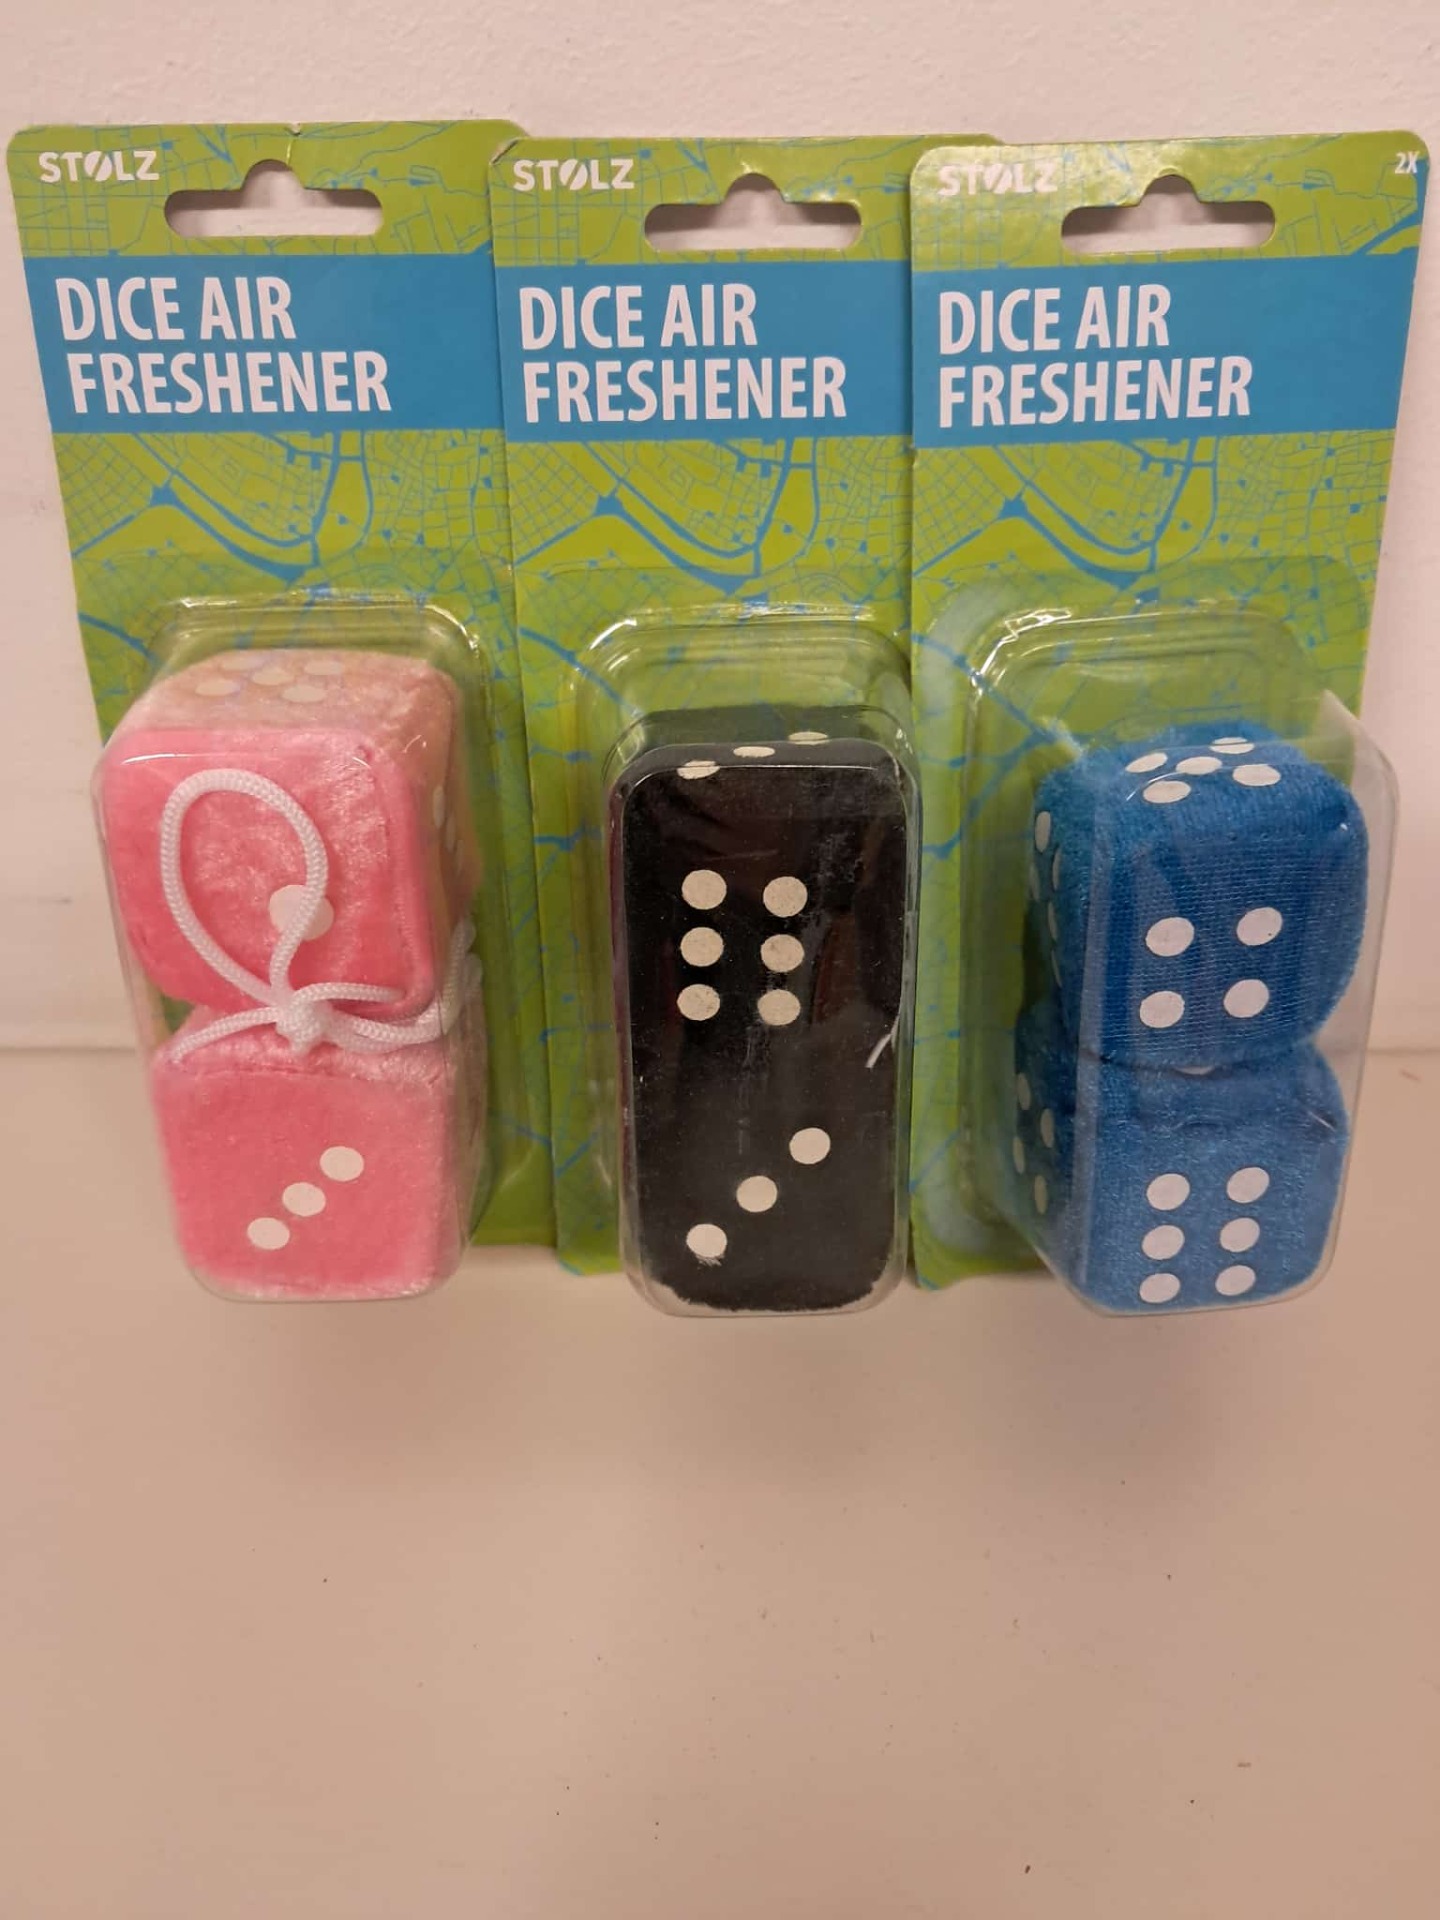 STOLZ
DICE AIR
FRESHENER
STOLZ
DICE AIR
FRESHENER
STOLZ
2X
DICE AIR
FRESHENER